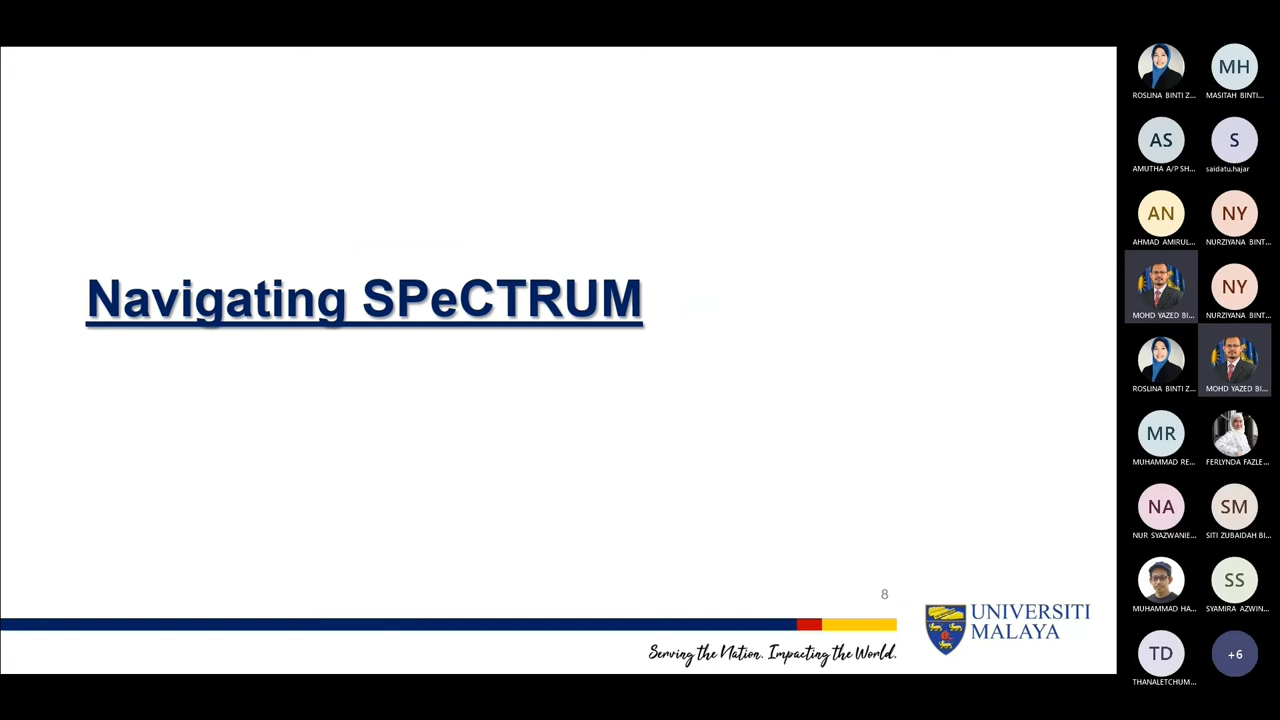 Navigating SPeCTRUM
8
UNIVERSITI
MALAYA
Serving the Nation. Impacting the World.
ROSLINA BINTI Z...
MH
MASITAH BINTI...
AS
AMUTHA A/P SH...
S
saidatu.hajar
AN
AHMAD AMIRUL...
NY
NURZIYANA BINT...
MOHD YAZED BI...
NY
NURZIYANA BINT...
ROSLINA BINTI Z...
MOHD YAZED BI...
MR
MUHAMMAD RE...
FERLYNDA FAZLE...
NA
NUR SYAZWANIE...
SM
SITI ZUBAIDAH BI...
MUHAMMAD HA...
SS
SYAMIRA AZWIN...
TD
THANALETCHUM...
+6